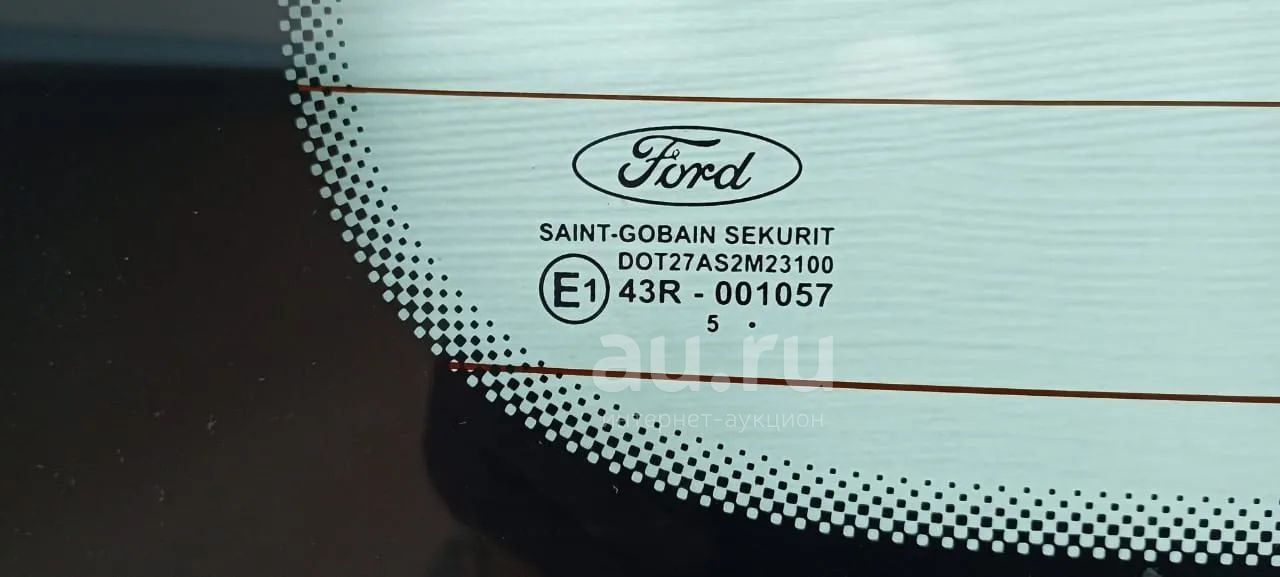 Ford
SAINT-GOBAIN SEKURIT
DOT27AS2M23100
E1 43R - 001057
5 .
au.ru
интернет-аукцион